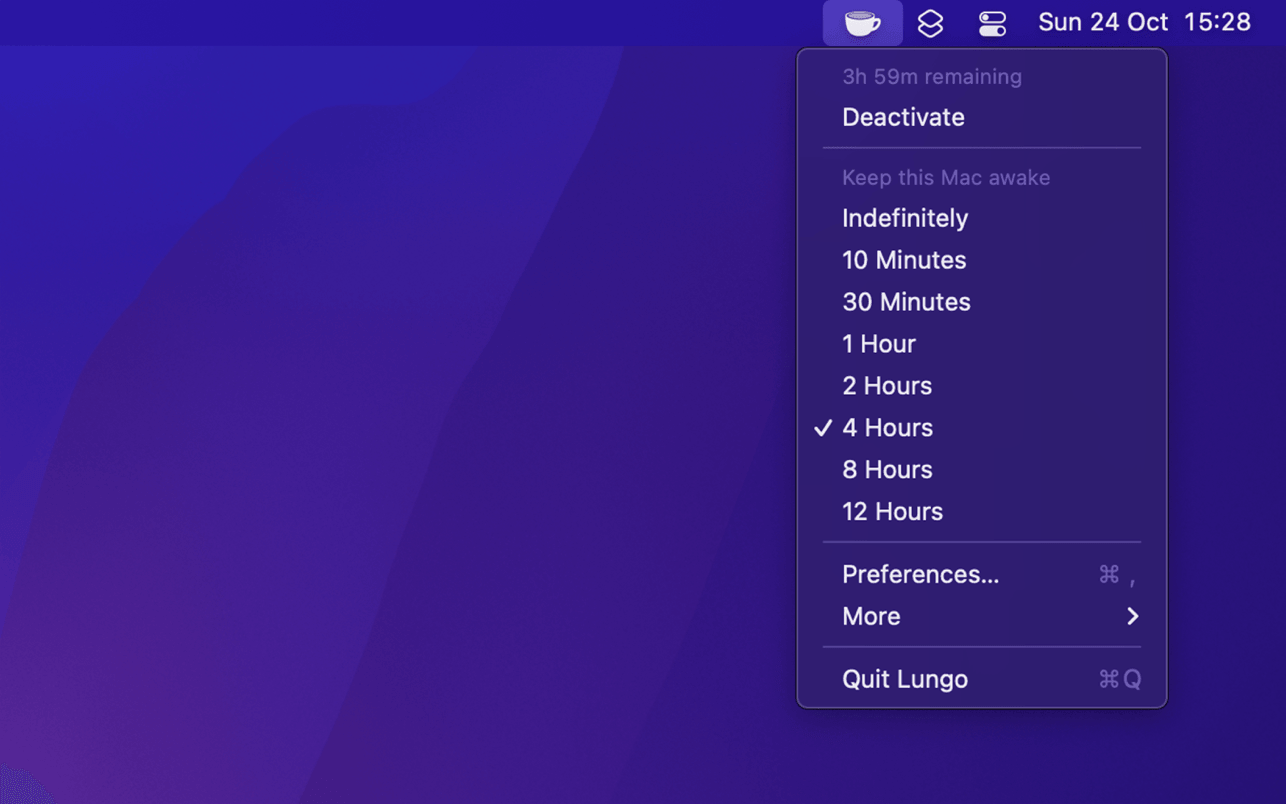 Sun 24 Oct 15:28
3h 59m remaining
Deactivate
Keep this Mac awake
Indefinitely
10 Minutes
30 Minutes
1 Hour
2 Hours
✓ 4 Hours
8 Hours
12 Hours
Preferences... ⌘ ,
More
Quit Lungo ⌘Q